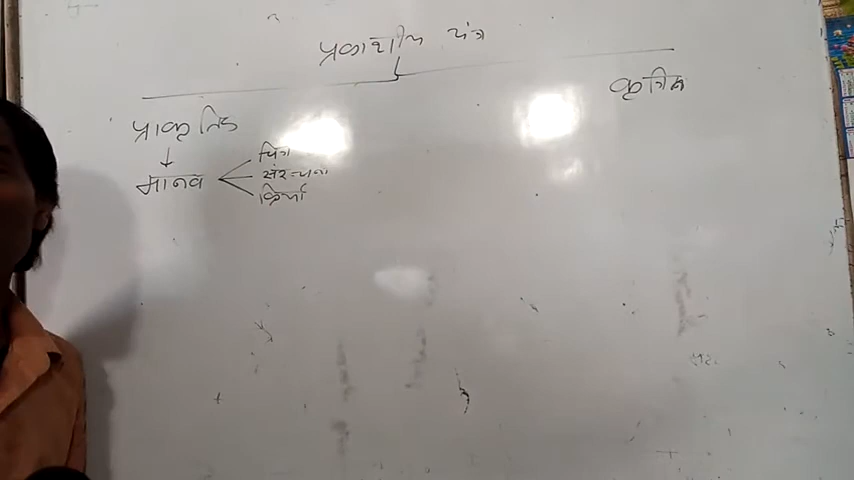 प्रकाशीय यंत्र
कृत्रिम
प्राकृतिक
चित्र
मानव
संरचना
क्रिया